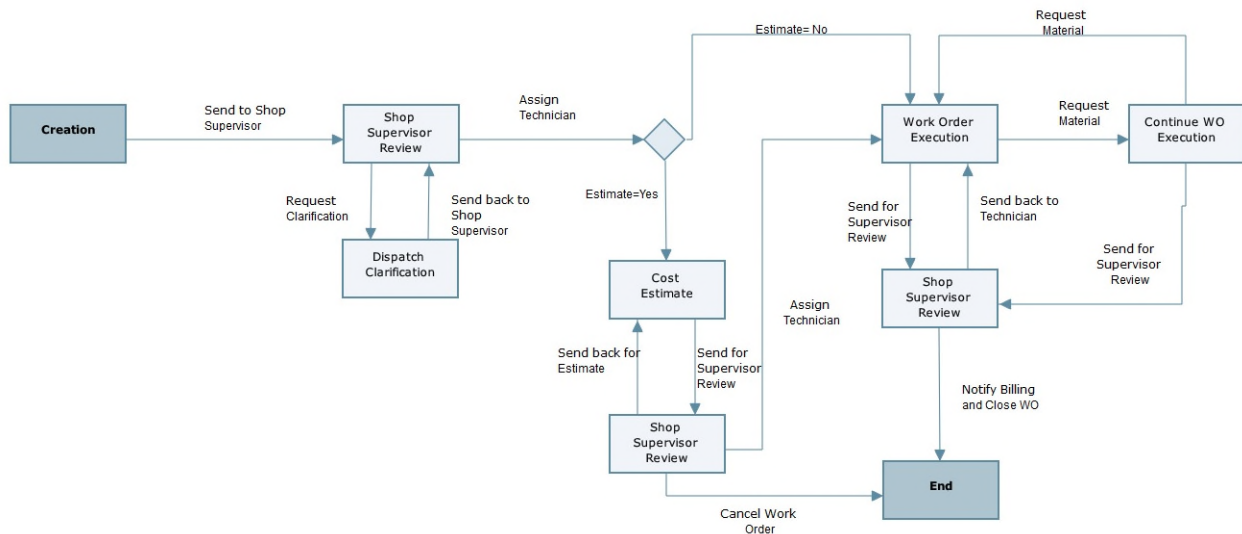 Estimate= No
Request
Material
Creation
Send to Shop
Supervisor
Shop
Supervisor
Review
Assign
Technician
Work Order
Execution
Request
Material
Continue WO
Execution
Request
Clarification
Send back to
Shop
Supervisor
Estimate=Yes
Send for
Supervisor
Review
Send back to
Technician
Send for
Supervisor
Review
Dispatch
Clarification
Cost
Estimate
Shop
Supervisor
Review
Assign
Technician
Send back for
Estimate
Send for
Supervisor
Review
Notify Billing
and Close WO
Shop
Supervisor
Review
End
Cancel Work
Order